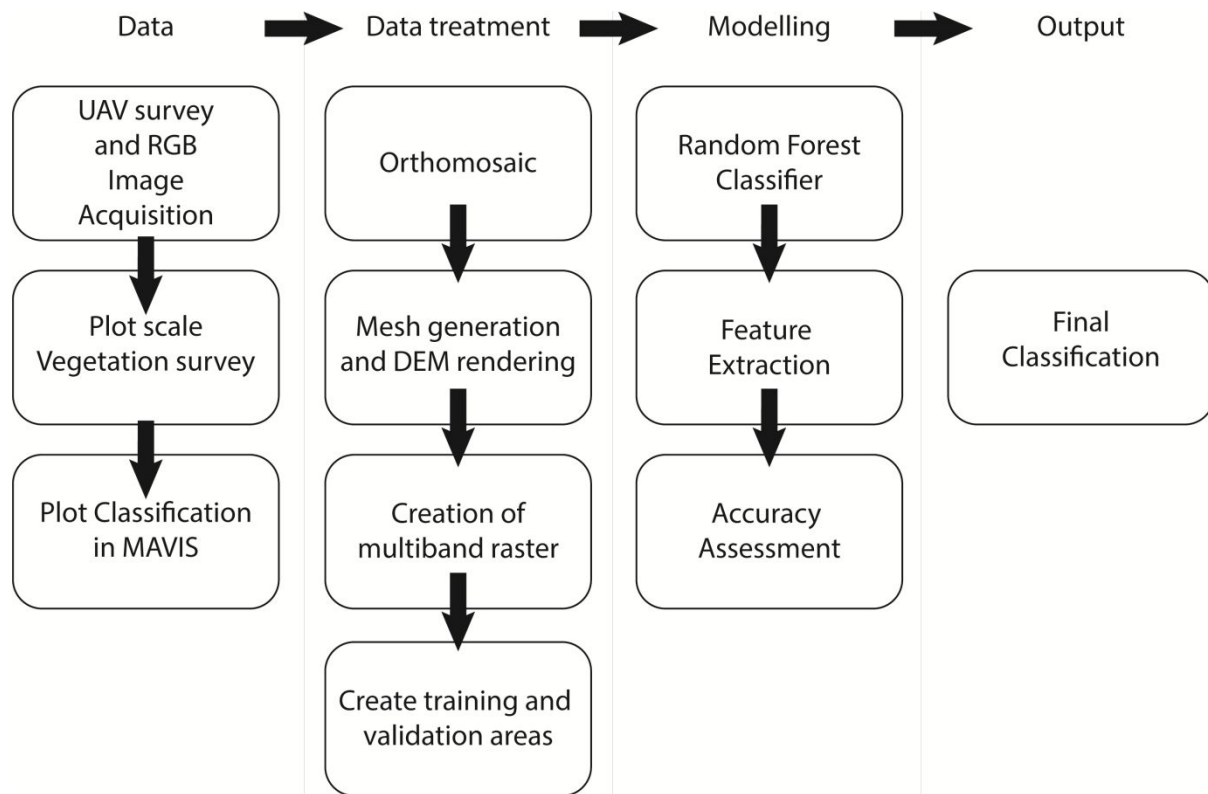 Data
Data treatment
Modelling
Output
UAV survey
and RGB
Image
Acquisition
Plot scale
Vegetation survey
Plot Classification
in MAVIS
Orthomosaic
Mesh generation
and DEM rendering
Creation of
multiband raster
Create training and
validation areas
Random Forest
Classifier
Feature
Extraction
Accuracy
Assessment
Final
Classification